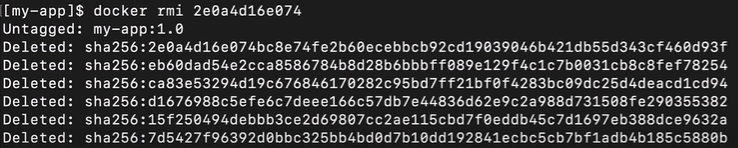 [[my-app]$ docker rmi 2e0a4d16e074
Untagged: my-app:1.0
Deleted: sha256:2e0a4d16e074bc8e74fe2b60ecebbcb92cd19039046b421db55d343cf460d93f
Deleted: sha256:eb60dad54e2cca8586784b8d28b6bbbff089e129f4c1c7b0031cb8c8fef78254
Deleted: sha256:ca83e53294d19c676846170282c95bd7ff21bf0f4283bc09dc25d4deacd1cd94
Deleted: sha256:d1676988c5efe6c7deee166c57db7e44836d62e9c2a988d731508fe290355382
Deleted: sha256:15f250494debbb3ce2d69807cc2ae115cbd7f0eddb45c7d1697eb388dce9632a
Deleted: sha256:7d5427f96392d0bbc325bb4bd0d7b10dd192841ecbc5cb7bf1adb4b185c5880b